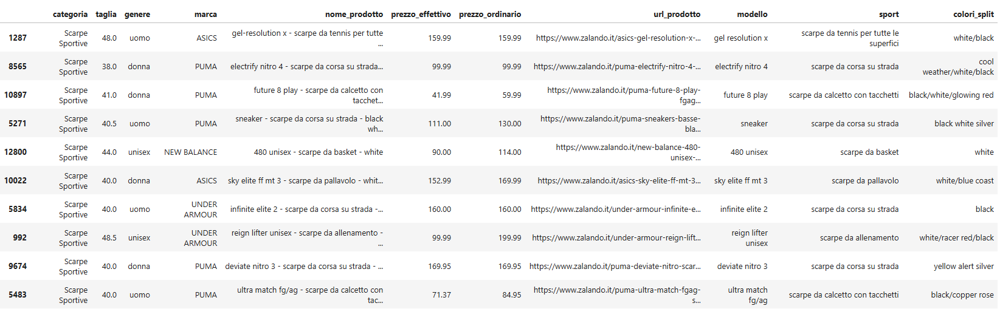 categoria taglia genere marca nome_prodotto prezzo_effettivo prezzo_ordinario url_prodotto modello sport colori_split
1287 Scarpe Sportive 48.0 uomo ASICS gel-resolution x - scarpe da tennis per tutte ... 159.99 159.99 https://www.zalando.it/asics-gel-resolution-x-... gel resolution x scarpe da tennis per tutte le superfici white/black
8565 Scarpe Sportive 38.0 donna PUMA electrify nitro 4 - scarpe da corsa su strada... 99.99 99.99 https://www.zalando.it/puma-electrify-nitro-4-... electrify nitro 4 scarpe da corsa su strada cool weather/white/black
10897 Scarpe Sportive 41.0 donna PUMA future 8 play - scarpe da calcetto con tacchet... 41.99 59.99 https://www.zalando.it/puma-future-8-play-fgag... future 8 play scarpe da calcetto con tacchetti black/white/glowing red
5271 Scarpe Sportive 40.5 uomo PUMA sneaker - scarpe da corsa su strada - black wh... 111.00 130.00 https://www.zalando.it/puma-sneakers-basse-bla... sneaker scarpe da corsa su strada black white silver
12800 Scarpe Sportive 44.0 unisex NEW BALANCE 480 unisex - scarpe da basket - white 90.00 114.00 https://www.zalando.it/new-balance-480-unisex-... 480 unisex scarpe da basket white
10022 Scarpe Sportive 40.0 donna ASICS sky elite ff mt 3 - scarpe da pallavolo - whit... 152.99 169.99 https://www.zalando.it/asics-sky-elite-ff-mt-3... sky elite ff mt 3 scarpe da pallavolo white/blue coast
5834 Scarpe Sportive 40.0 uomo UNDER ARMOUR infinite elite 2 - scarpe da corsa su strada -... 160.00 160.00 https://www.zalando.it/under-armour-infinite-e... infinite elite 2 scarpe da corsa su strada black
992 Scarpe Sportive 48.5 unisex UNDER ARMOUR reign lifter unisex - scarpe da allenamento - ... 99.99 199.99 https://www.zalando.it/under-armour-reign-lift... reign lifter unisex scarpe da allenamento white/racer red/black
9674 Scarpe Sportive 40.0 donna PUMA deviate nitro 3 - scarpe da corsa su strada - ... 169.95 169.95 https://www.zalando.it/puma-deviate-nitro-scar... deviate nitro 3 scarpe da corsa su strada yellow alert silver
5483 Scarpe Sportive 40.0 uomo PUMA ultra match fg/ag - scarpe da calcetto con tac... 71.37 84.95 https://www.zalando.it/puma-ultra-match-fgag-s... ultra match fg/ag scarpe da calcetto con tacchetti black/copper rose